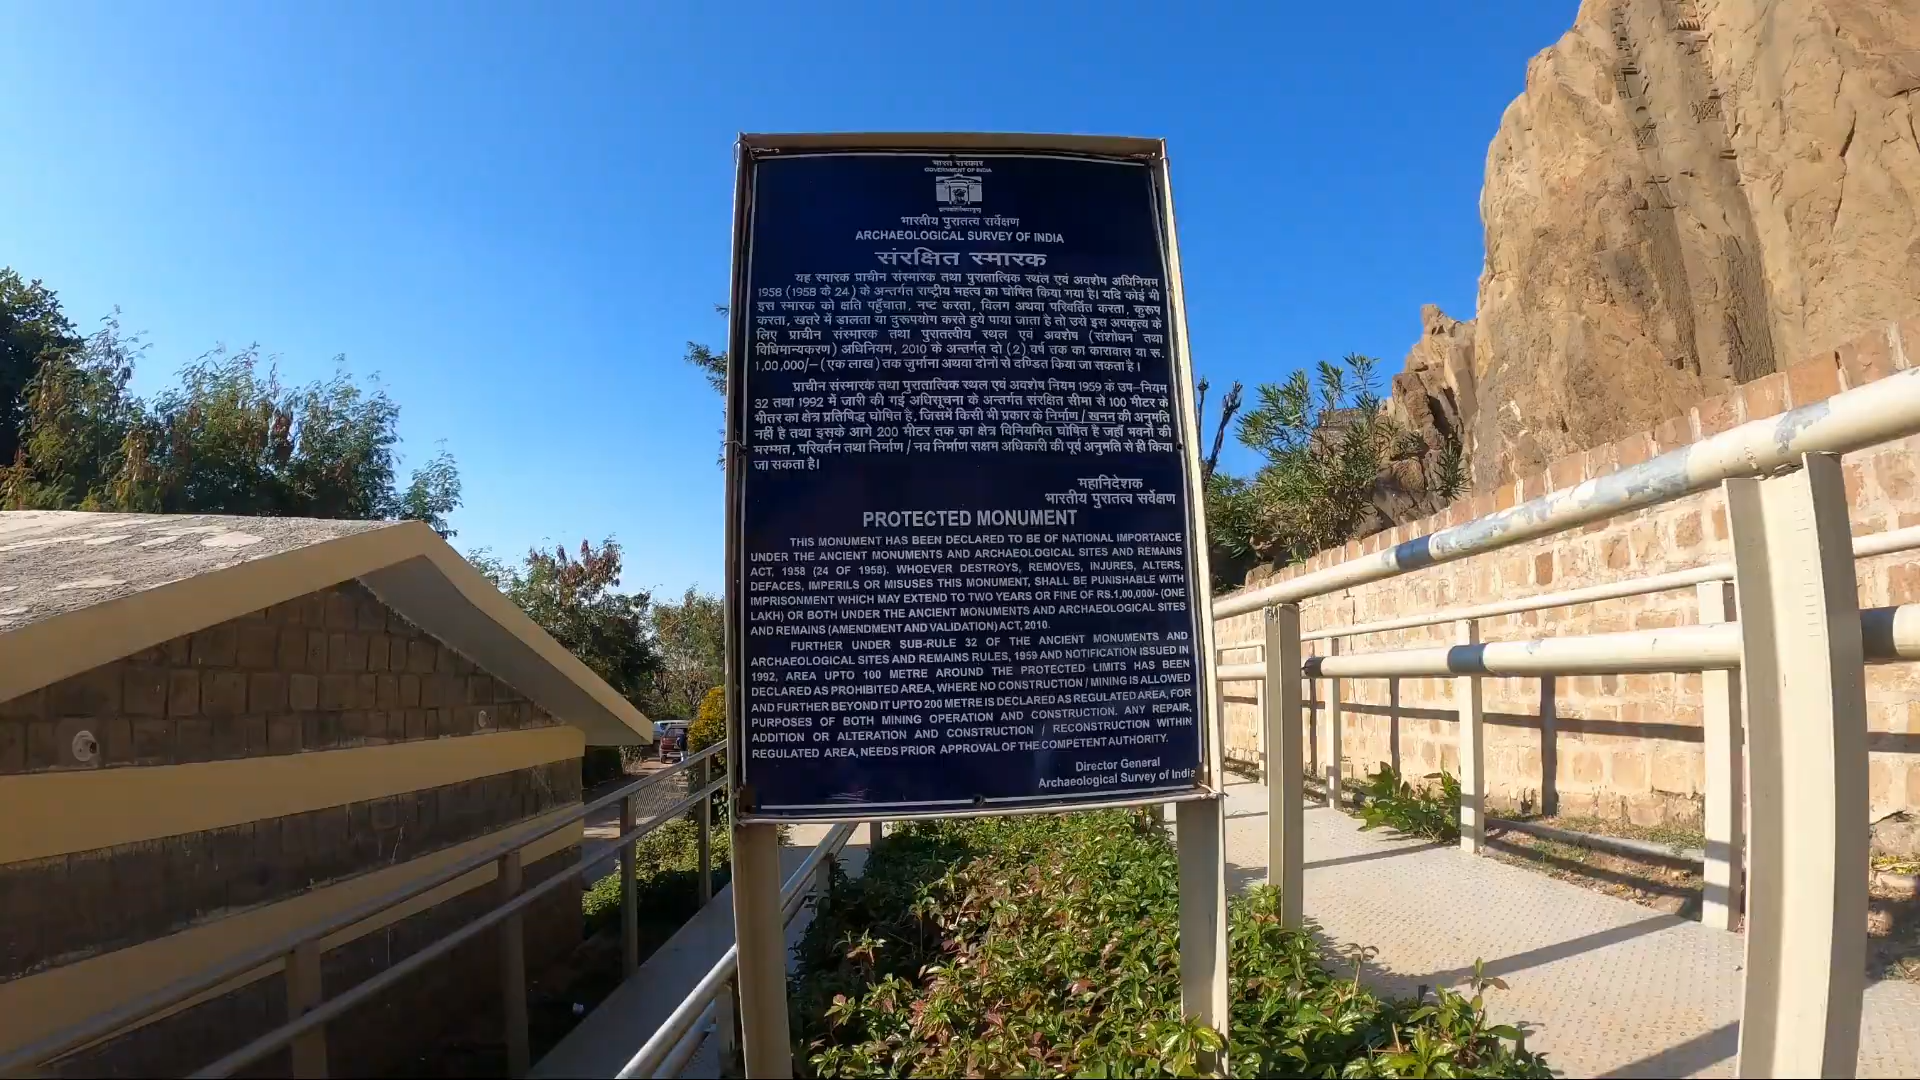 भारत सरकार
GOVERNMENT OF INDIA
भारतीय पुरातत्व सर्वेक्षण
ARCHAEOLOGICAL SURVEY OF INDIA
संरक्षित स्मारक
यह स्मारक प्राचीन संस्मारक तथा पुरातात्विक स्थल एवं अवशेष अधिनियम
1958 (1958 के 24) के अन्तर्गत राष्ट्रीय महत्व का घोषित किया गया है। यदि कोई भी
इस स्मारक को क्षति पहुँचाता, नष्ट करता, विलग अथवा परिवर्तित करता, कुरूप
करता, खतरे में डालता या दुरूपयोग करते हुये पाया जाता है तो उसे इस अपकृत्य के
लिए प्राचीन संस्मारक तथा पुरातत्वीय स्थल एवं अवशेष (संशोधन तथा
विधिमान्यकरण) अधिनियम, 2010 के अन्तर्गत दो (2) वर्ष तक का कारावास या रू.
1,00,000/– (एक लाख) तक जुर्माना अथवा दोनों से दण्डित किया जा सकता है।
प्राचीन संस्मारक तथा पुरातात्विक स्थल एवं अवशेष नियम 1959 के उप–नियम
32 तथा 1992 में जारी की गई अधिसूचना के अन्तर्गत संरक्षित सीमा से 100 मीटर के
भीतर का क्षेत्र प्रतिषिद्ध घोषित है, जिसमें किसी भी प्रकार के निर्माण / खनन की अनुमति
नहीं है तथा इसके आगे 200 मीटर तक का क्षेत्र विनियमित घोषित है जहाँ भवनों की
मरम्मत, परिवर्तन तथा निर्माण / नव निर्माण सक्षम अधिकारी की पूर्व अनुमति से ही किया
जा सकता है।
महानिदेशक
भारतीय पुरातत्व सर्वेक्षण
PROTECTED MONUMENT
THIS MONUMENT HAS BEEN DECLARED TO BE OF NATIONAL IMPORTANCE
UNDER THE ANCIENT MONUMENTS AND ARCHAEOLOGICAL SITES AND REMAINS
ACT, 1958 (24 OF 1958). WHOEVER DESTROYS, REMOVES, INJURES, ALTERS,
DEFACES, IMPERILS OR MISUSES THIS MONUMENT, SHALL BE PUNISHABLE WITH
IMPRISONMENT WHICH MAY EXTEND TO TWO YEARS OR FINE OF RS.1,00,000/- (ONE
LAKH) OR BOTH UNDER THE ANCIENT MONUMENTS AND ARCHAEOLOGICAL SITES
AND REMAINS (AMENDMENT AND VALIDATION) ACT, 2010.
FURTHER UNDER SUB-RULE 32 OF THE ANCIENT MONUMENTS AND
ARCHAEOLOGICAL SITES AND REMAINS RULES, 1959 AND NOTIFICATION ISSUED IN
1992, AREA UPTO 100 METRE AROUND THE PROTECTED LIMITS HAS BEEN
DECLARED AS PROHIBITED AREA, WHERE NO CONSTRUCTION / MINING IS ALLOWED
AND FURTHER BEYOND IT UPTO 200 METRE IS DECLARED AS REGULATED AREA, FOR
PURPOSES OF BOTH MINING OPERATION AND CONSTRUCTION. ANY REPAIR,
ADDITION OR ALTERATION AND CONSTRUCTION / RECONSTRUCTION WITHIN
REGULATED AREA, NEEDS PRIOR APPROVAL OF THE COMPETENT AUTHORITY.
Director General
Archaeological Survey of India